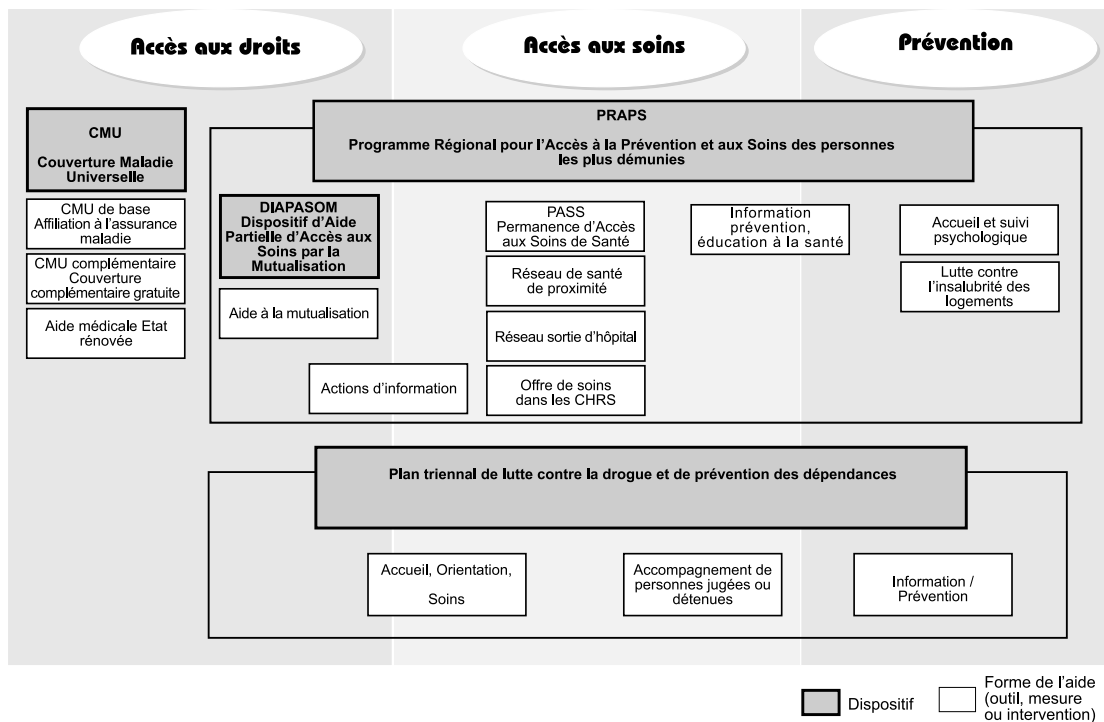 Accès aux droits
Accès aux soins
Prévention
CMU
Couverture Maladie
Universelle
CMU de base
Affiliation à l'assurance
maladie
CMU complémentaire
Couverture
complémentaire gratuite
Aide médicale Etat
rénovée
PRAPS
Programme Régional pour l'Accès à la Prévention et aux Soins des personnes
les plus démunies
DIAPASOM
Dispositif d'Aide
Partielle d'Accès aux
Soins par la
Mutualisation
Aide à la mutualisation
Actions d'information
PASS
Permanence d'Accès
aux Soins de Santé
Réseau de santé
de proximité
Réseau sortie d'hôpital
Offre de soins
dans les CHRS
Information
prévention,
éducation à la santé
Accueil et suivi
psychologique
Lutte contre
l'insalubrité des
logements
Plan triennal de lutte contre la drogue et de prévention des dépendances
Accueil, Orientation,
Soins
Accompagnement de
personnes jugées ou
détenues
Information /
Prévention
Dispositif
Forme de l'aide
(outil, mesure
ou intervention)